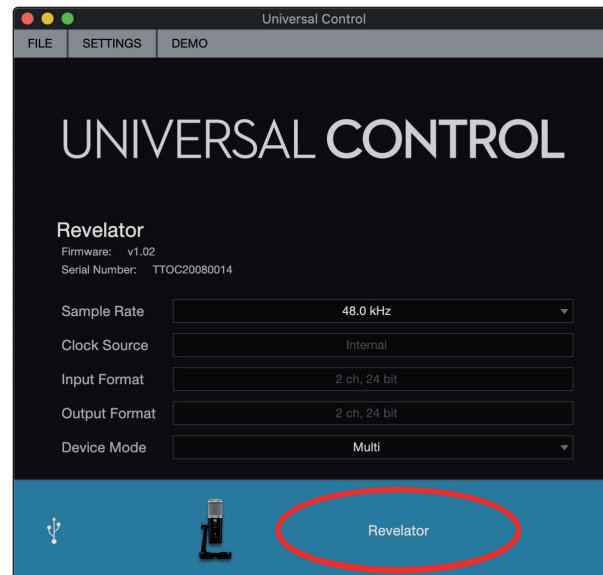 Universal Control
FILE SETTINGS DEMO
UNIVERSAL CONTROL
Revelator
Firmware: v1.02
Serial Number: TTOC20080014
Sample Rate 48.0 kHz
Clock Source Internal
Input Format 2 ch, 24 bit
Output Format 2 ch, 24 bit
Device Mode Multi
Revelator